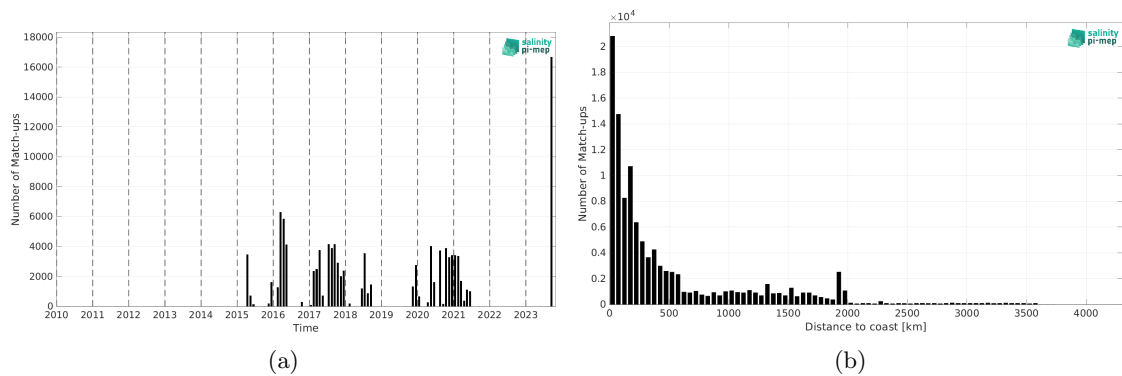 18000
16000
14000
12000
10000
8000
6000
4000
2000
0
Number of Match-ups
2010 2011 2012 2013 2014 2015 2016 2017 2018 2019 2020 2021 2022 2023
Time
salinity
pi-mep
(a)
×10⁴
2
1.8
1.6
1.4
1.2
1
0.8
0.6
0.4
0.2
0
Number of Match-ups
0 500 1000 1500 2000 2500 3000 3500 4000
Distance to coast [km]
salinity
pi-mep
(b)